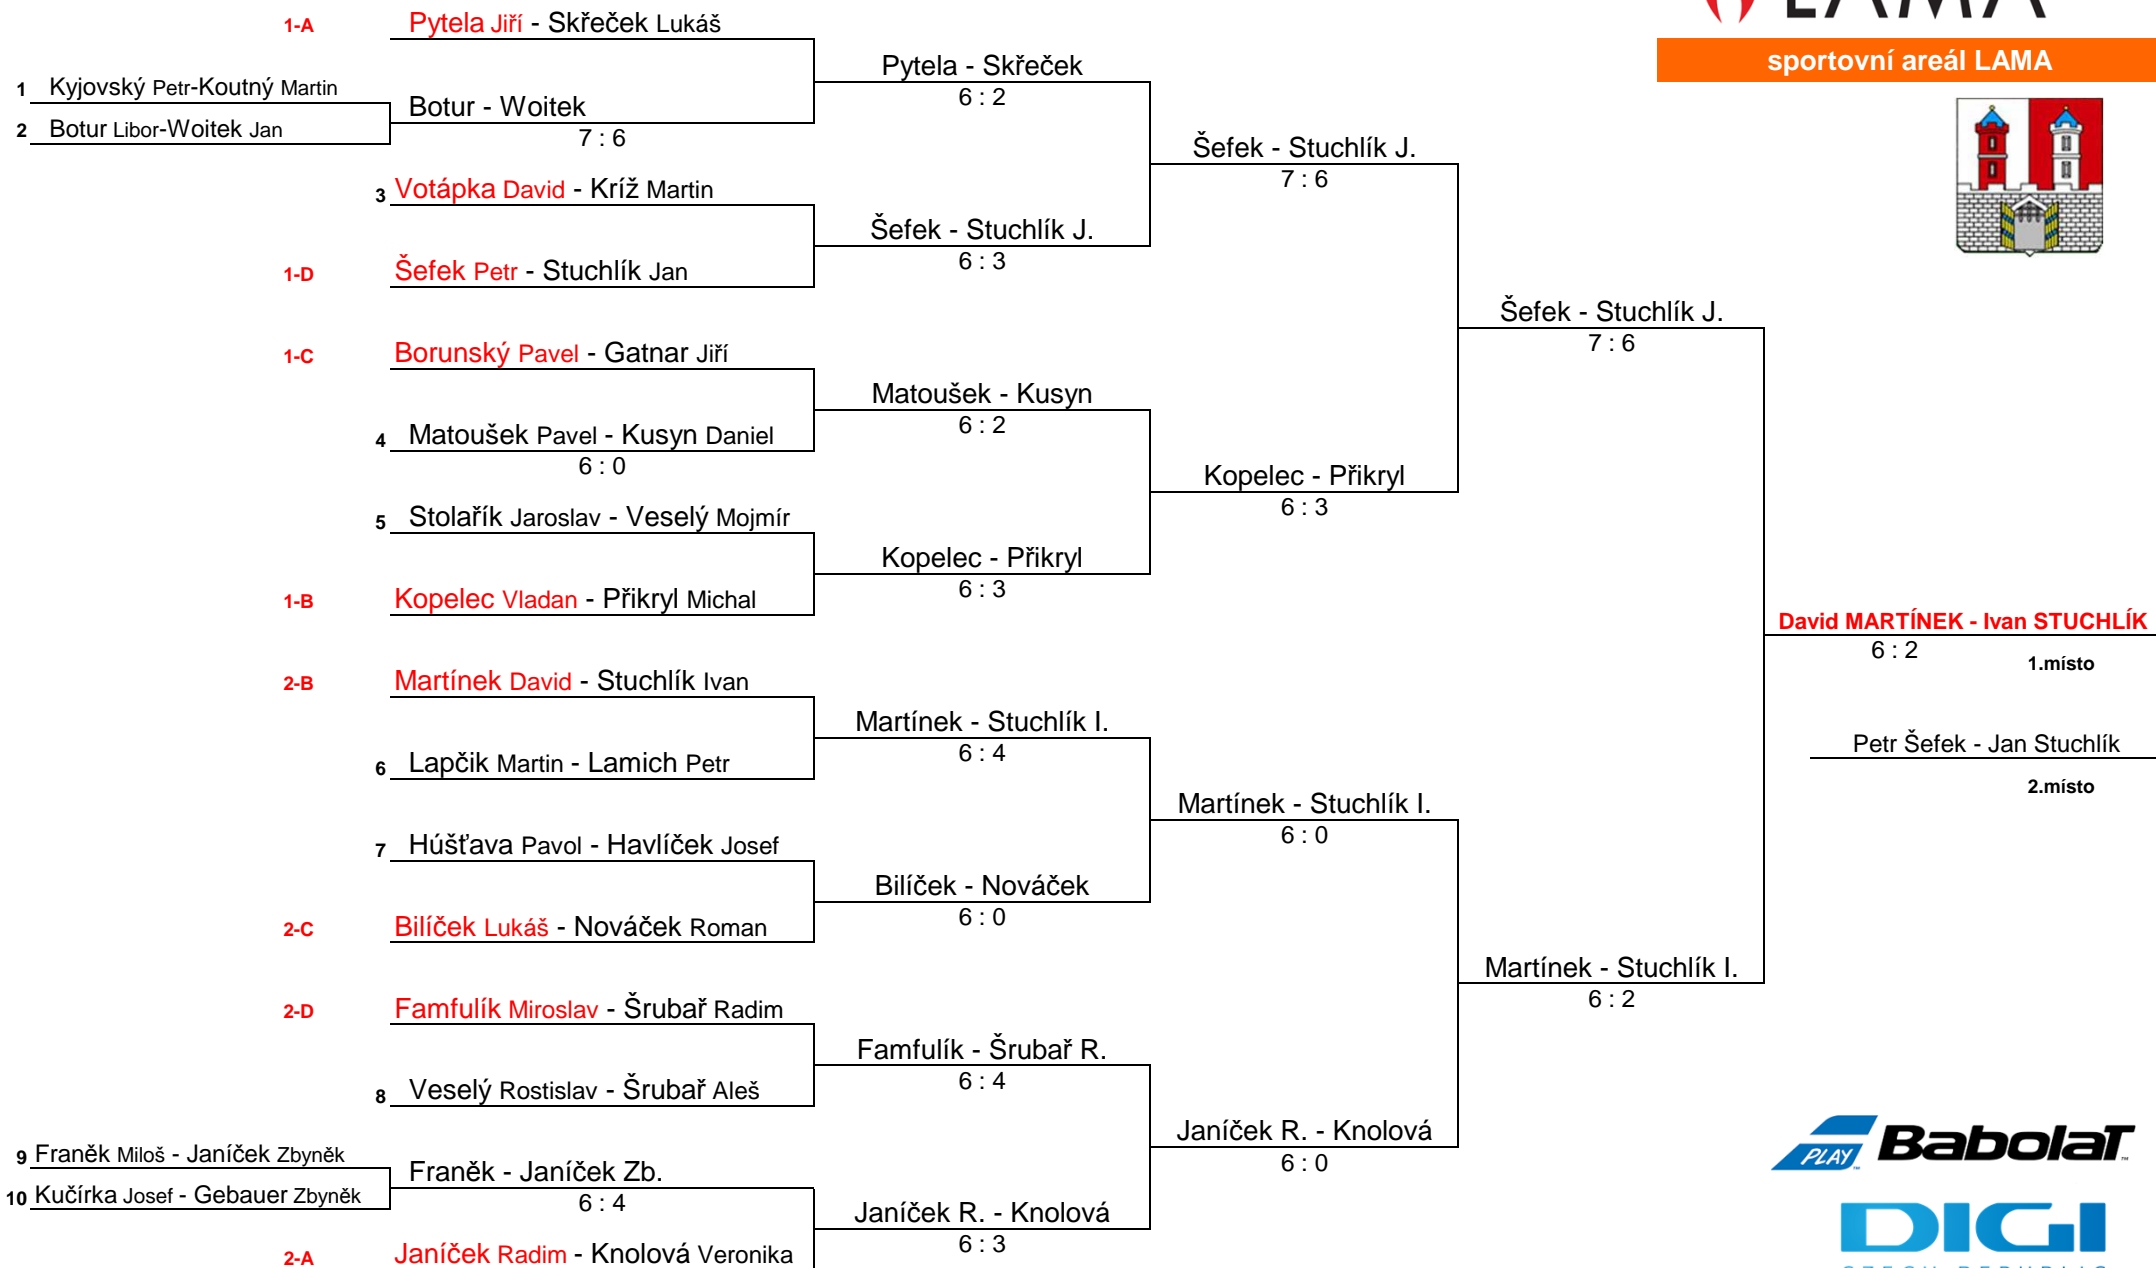 LAMA
sportovní areál LAMA
1-A Pytela Jiří - Skřeček Lukáš
Pytela - Skřeček
6 : 2
1 Kyjovský Petr-Koutný Martin
Botur - Woitek
7 : 6
2 Botur Libor-Woitek Jan
Šefek - Stuchlík J.
7 : 6
3 Votápka David - Kríž Martin
Šefek - Stuchlík J.
6 : 3
1-D Šefek Petr - Stuchlík Jan
Šefek - Stuchlík J.
7 : 6
1-C Borunský Pavel - Gatnar Jiří
Matoušek - Kusyn
6 : 2
4 Matoušek Pavel - Kusyn Daniel
6 : 0
Kopelec - Přikryl
6 : 3
5 Stolařík Jaroslav - Veselý Mojmír
Kopelec - Přikryl
6 : 3
1-B Kopelec Vladan - Přikryl Michal
David MARTÍNEK - Ivan STUCHLÍK
6 : 2
1.místo
2-B Martínek David - Stuchlík Ivan
Martínek - Stuchlík I.
6 : 4
Petr Šefek - Jan Stuchlík
2.místo
6 Lapčik Martin - Lamich Petr
Martínek - Stuchlík I.
6 : 0
7 Húšťava Pavol - Havlíček Josef
Bilíček - Nováček
6 : 0
2-C Bilíček Lukáš - Nováček Roman
Martínek - Stuchlík I.
6 : 2
2-D Famfulík Miroslav - Šrubař Radim
Famfulík - Šrubař R.
6 : 4
8 Veselý Rostislav - Šrubař Aleš
Janíček R. - Knolová
6 : 0
9 Franěk Miloš - Janíček Zbyněk
Franěk - Janíček Zb.
6 : 4
10 Kučírka Josef - Gebauer Zbyněk
Janíček R. - Knolová
6 : 3
2-A Janíček Radim - Knolová Veronika
PLAY BabolaT
DIGI
CZECH REPUBLIC